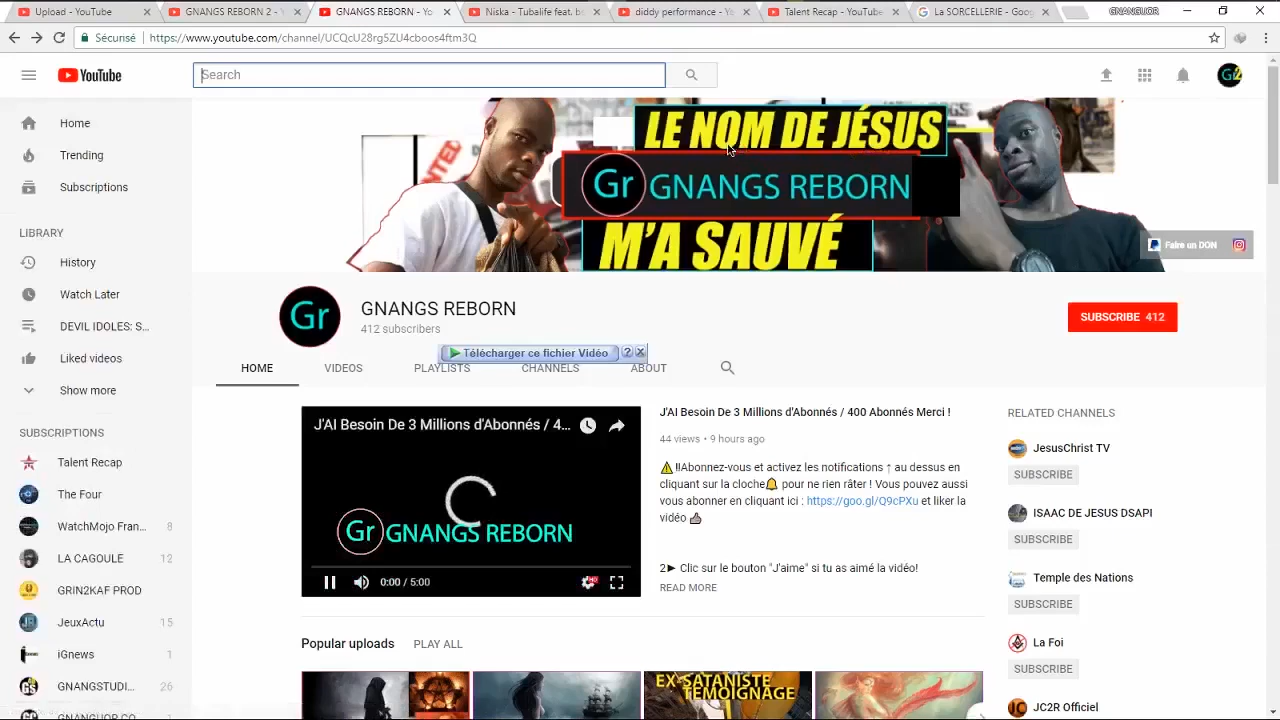 Upload - YouTube
GNANGS REBORN 2 - Y
GNANGS REBORN - Yo
Niska - Tubalife feat. b
diddy performance - Yo
Talent Recap - YouTube
La SORCELLERIE - Goog
GNANGUOR
Sécurisé
https://www.youtube.com/channel/UCQcU28rg5ZU4cboos4ftm3Q
YouTube
Search
Home
Trending
Subscriptions
LIBRARY
History
Watch Later
DEVIL IDOLES: S...
Liked videos
Show more
SUBSCRIPTIONS
Talent Recap
The Four
WatchMojo Fran... 8
LA CAGOULE 12
GRIN2KAF PROD
JeuxActu 15
iGnews 1
GNANGSTUDI... 26
GNANGUOR CO
LE NOM DE JÉSUS
Gr GNANGS REBORN
M'A SAUVÉ
Faire un DON
Gr
GNANGS REBORN
412 subscribers
SUBSCRIBE 412
Télécharger ce fichier Vidéo ?
HOME VIDEOS PLAYLISTS CHANNELS ABOUT
J'AI Besoin De 3 Millions d'Abonnés / 4...
Gr GNANGS REBORN
0:00 / 5:00
HD
J'AI Besoin De 3 Millions d'Abonnés / 400 Abonnés Merci !
44 views • 9 hours ago
⚠‼Abonnez-vous et activez les notifications ↑ au dessus en
cliquant sur la cloche🔔 pour ne rien râter ! Vous pouvez aussi
vous abonner en cliquant ici : https://goo.gl/Q9cPXu et liker la
vidéo 👍
2► Clic sur le bouton "J'aime" si tu as aimé la vidéo!
READ MORE
Popular uploads PLAY ALL
EX-SATANISTE
TÉMOIGNAGE
RELATED CHANNELS
JesusChrist TV
SUBSCRIBE
ISAAC DE JESUS DSAPI
SUBSCRIBE
Temple des Nations
SUBSCRIBE
La Foi
SUBSCRIBE
JC2R Officiel